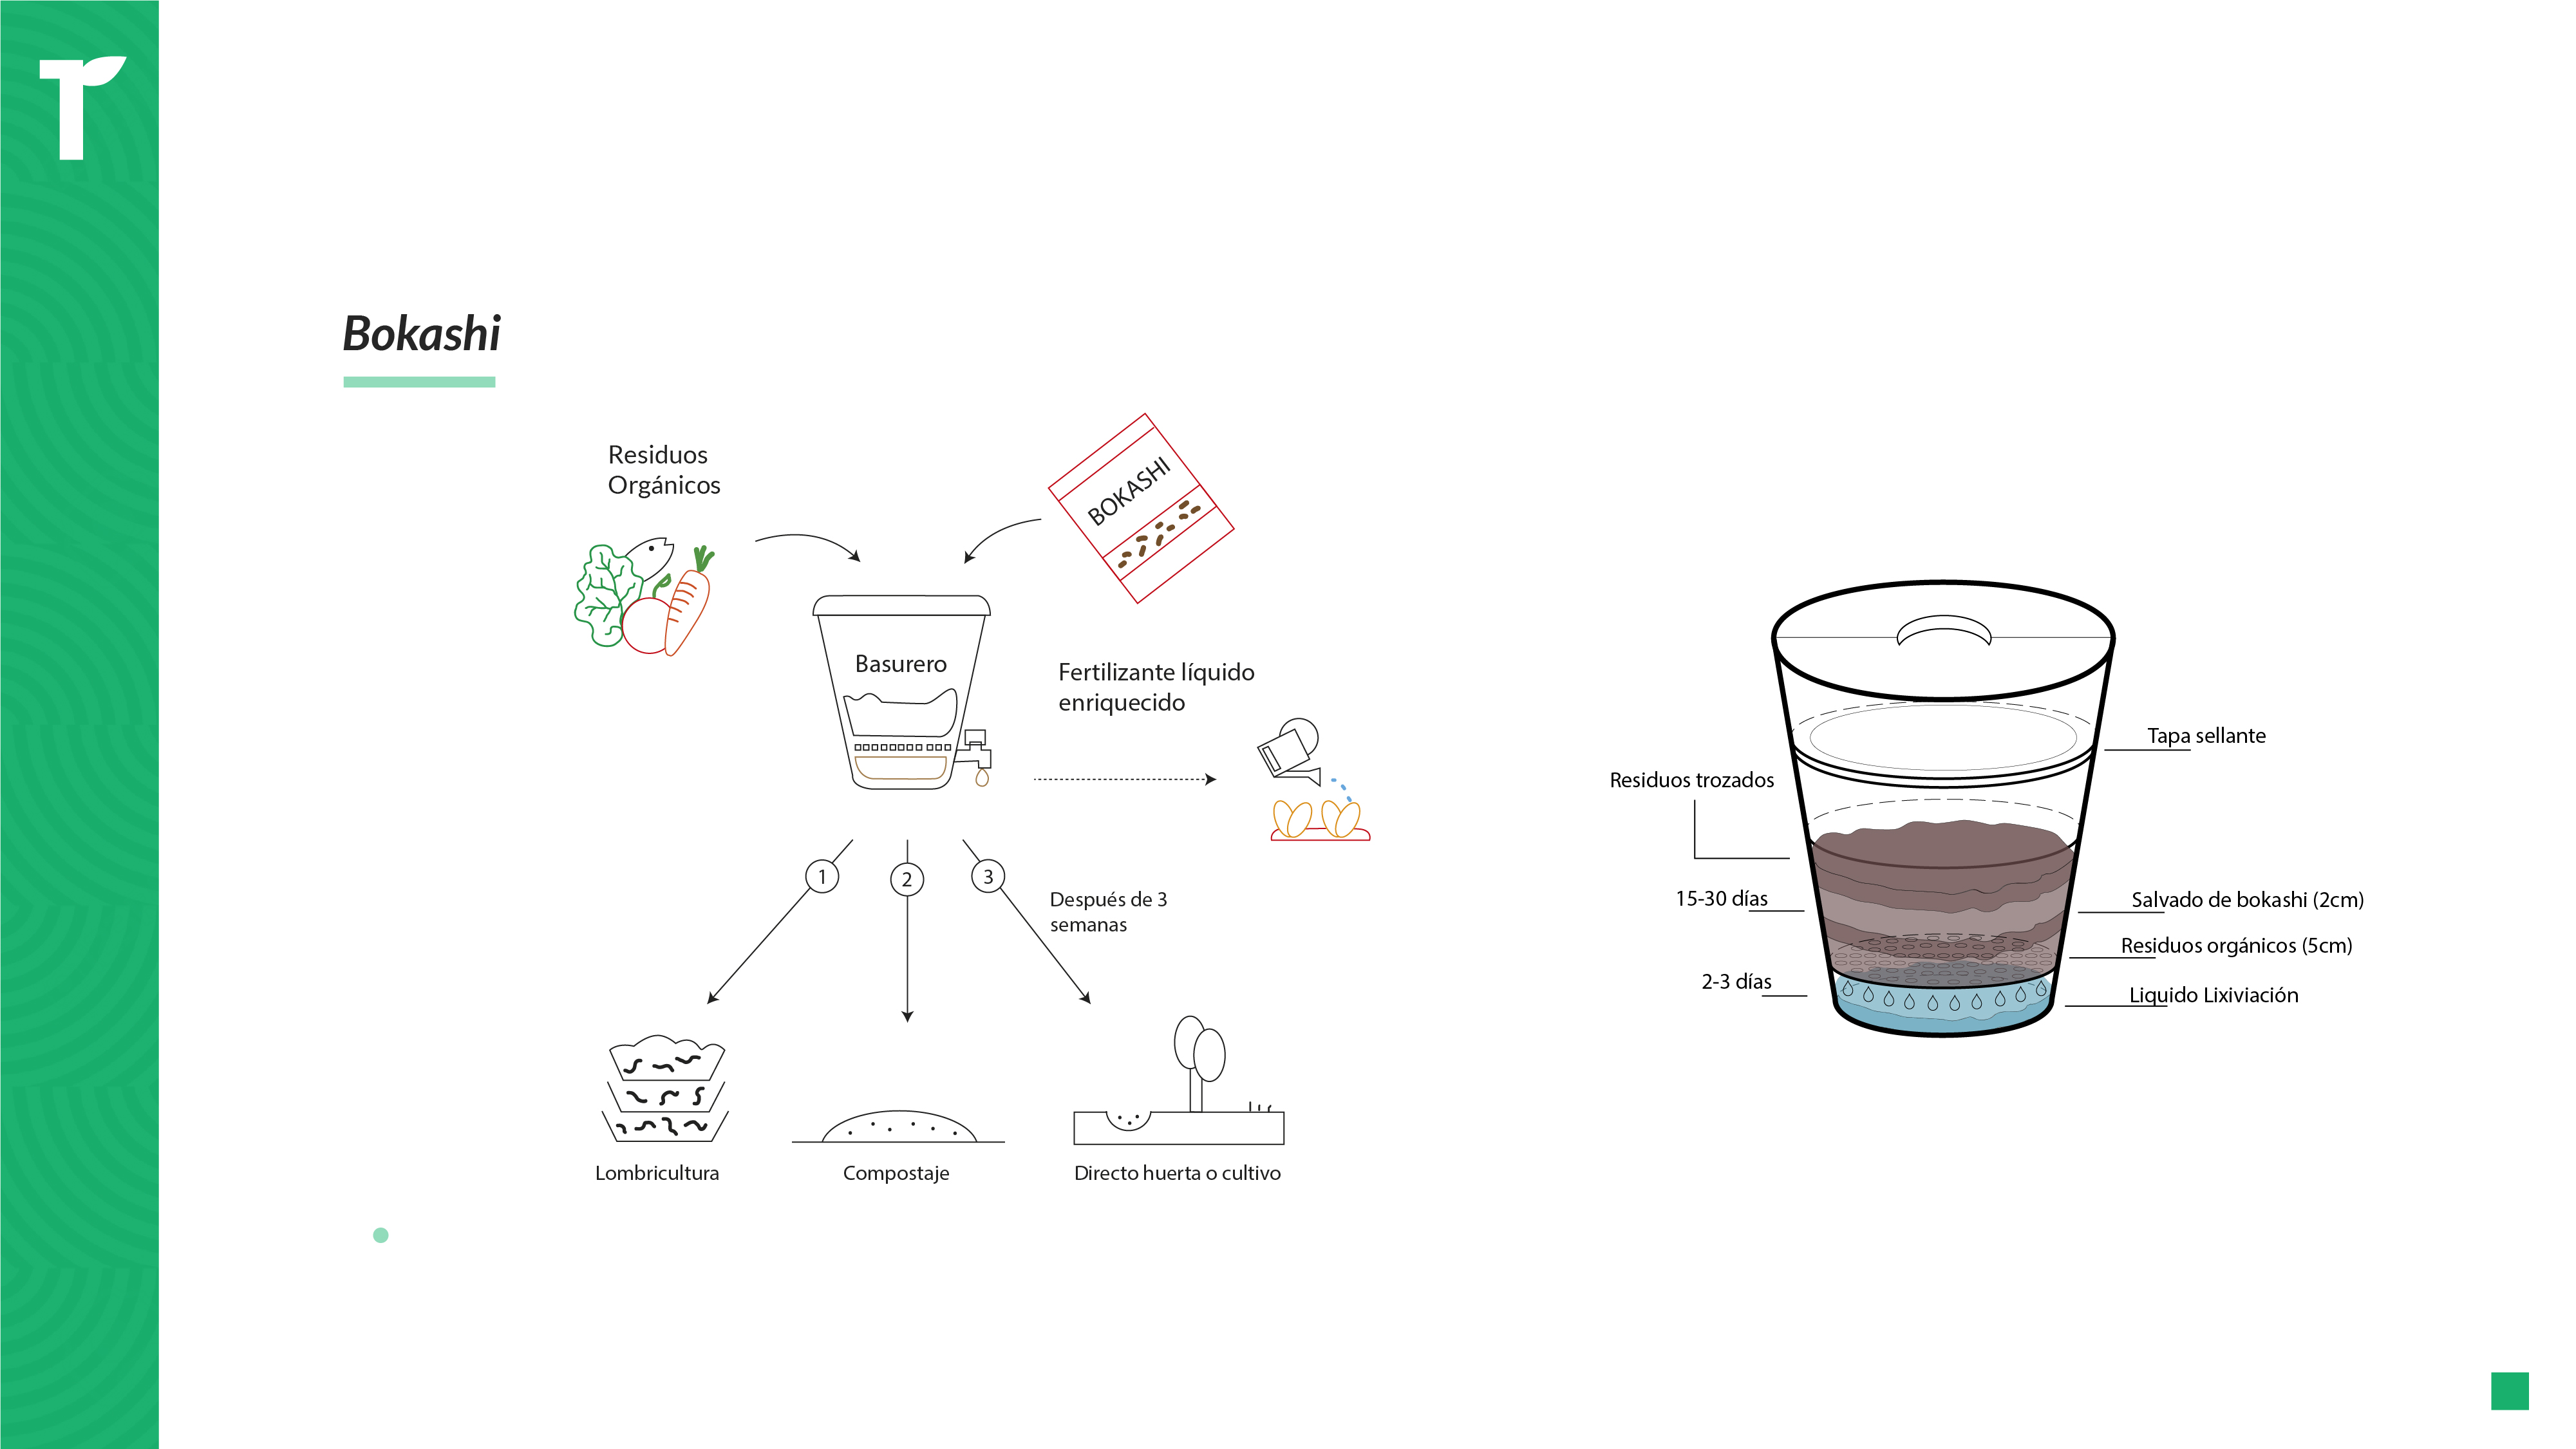 Bokashi
Residuos
Orgánicos
BOKASHI
Basurero
Fertilizante líquido
enriquecido
1
2
3
Después de 3
semanas
Lombricultura
Compostaje
Directo huerta o cultivo
Tapa sellante
Residuos trozados
15-30 días
Salvado de bokashi (2cm)
Residuos orgánicos (5cm)
2-3 días
Liquido Lixiviación